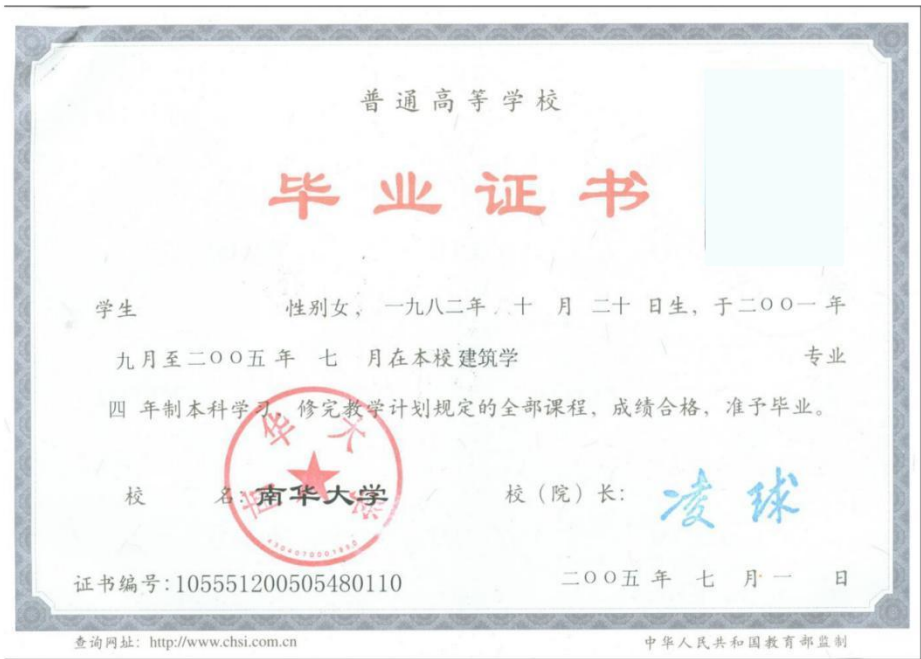 普通高等学校
毕业证书
学生 性别女，一九八二年 十 月 二十 日生，于二〇〇一年
九月至二〇〇五年 七 月在本校建筑学 专业
四 年制本科学习，修完教学计划规定的全部课程，成绩合格，准予毕业。
校 名：南华大学
南华大学
4304070001860
校（院）长：凌球
证书编号：105551200505480110
二〇〇五年 七 月 一 日
查询网址：http://www.chsi.com.cn
中华人民共和国教育部监制